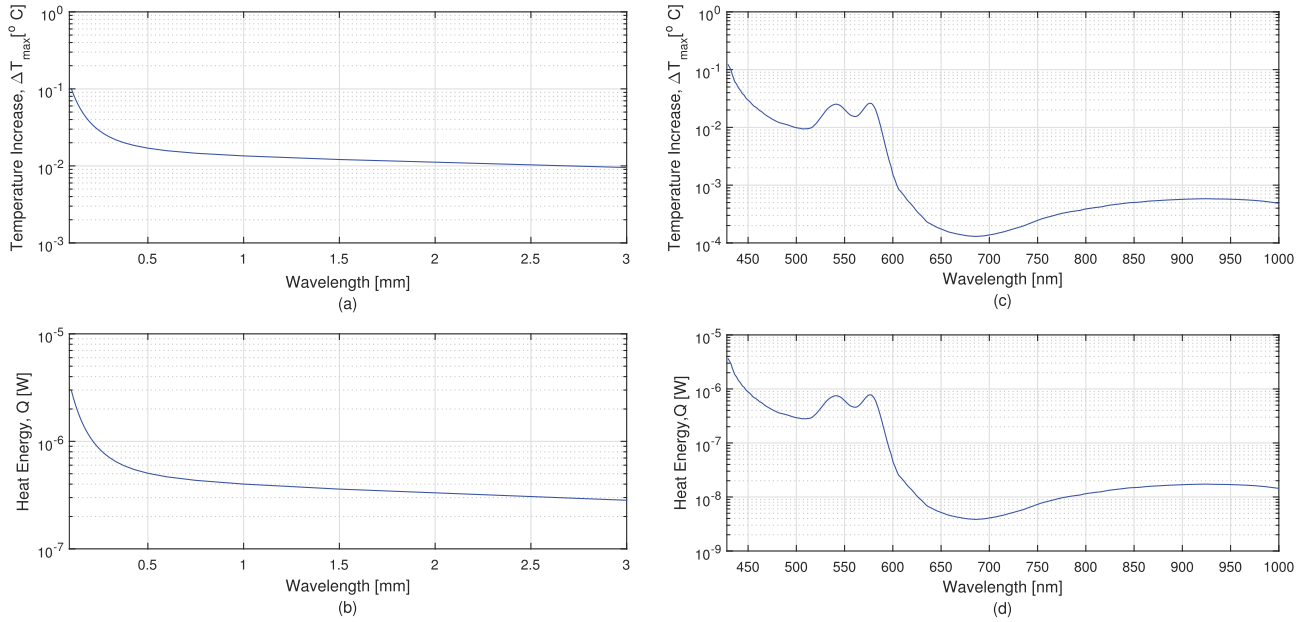 Temperature Increase, ΔT_max[° C]
10^0
10^-1
10^-2
10^-3
0.5 1 1.5 2 2.5 3
Wavelength [mm]
(a)
Temperature Increase, ΔT_max[° C]
10^0
10^-1
10^-2
10^-3
10^-4
450 500 550 600 650 700 750 800 850 900 950 1000
Wavelength [nm]
(c)
Heat Energy, Q [W]
10^-5
10^-6
10^-7
0.5 1 1.5 2 2.5 3
Wavelength [mm]
(b)
Heat Energy,Q [W]
10^-5
10^-6
10^-7
10^-8
10^-9
450 500 550 600 650 700 750 800 850 900 950 1000
Wavelength [nm]
(d)